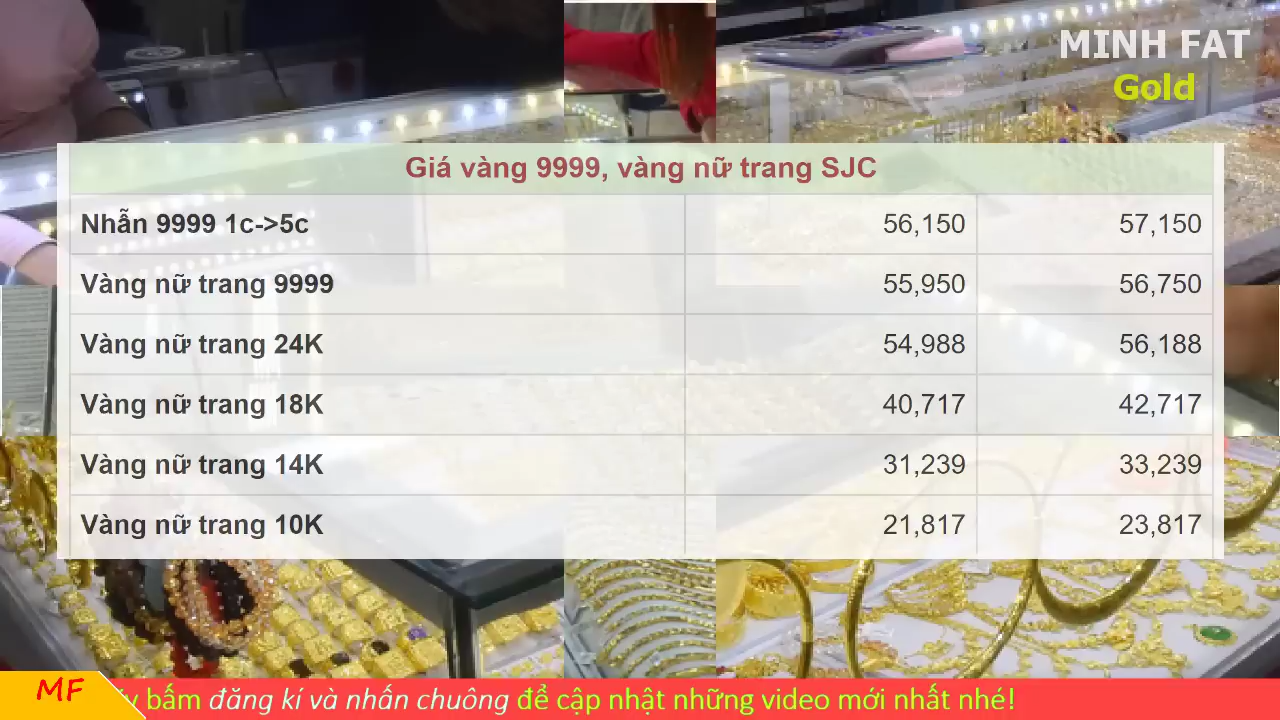 MINH FAT
Gold
Giá vàng 9999, vàng nữ trang SJC
Nhẫn 9999 1c->5c 56,150 57,150
Vàng nữ trang 9999 55,950 56,750
Vàng nữ trang 24K 54,988 56,188
Vàng nữ trang 18K 40,717 42,717
Vàng nữ trang 14K 31,239 33,239
Vàng nữ trang 10K 21,817 23,817
MF bấm đăng kí và nhấn chuông để cập nhật những video mới nhất nhé!